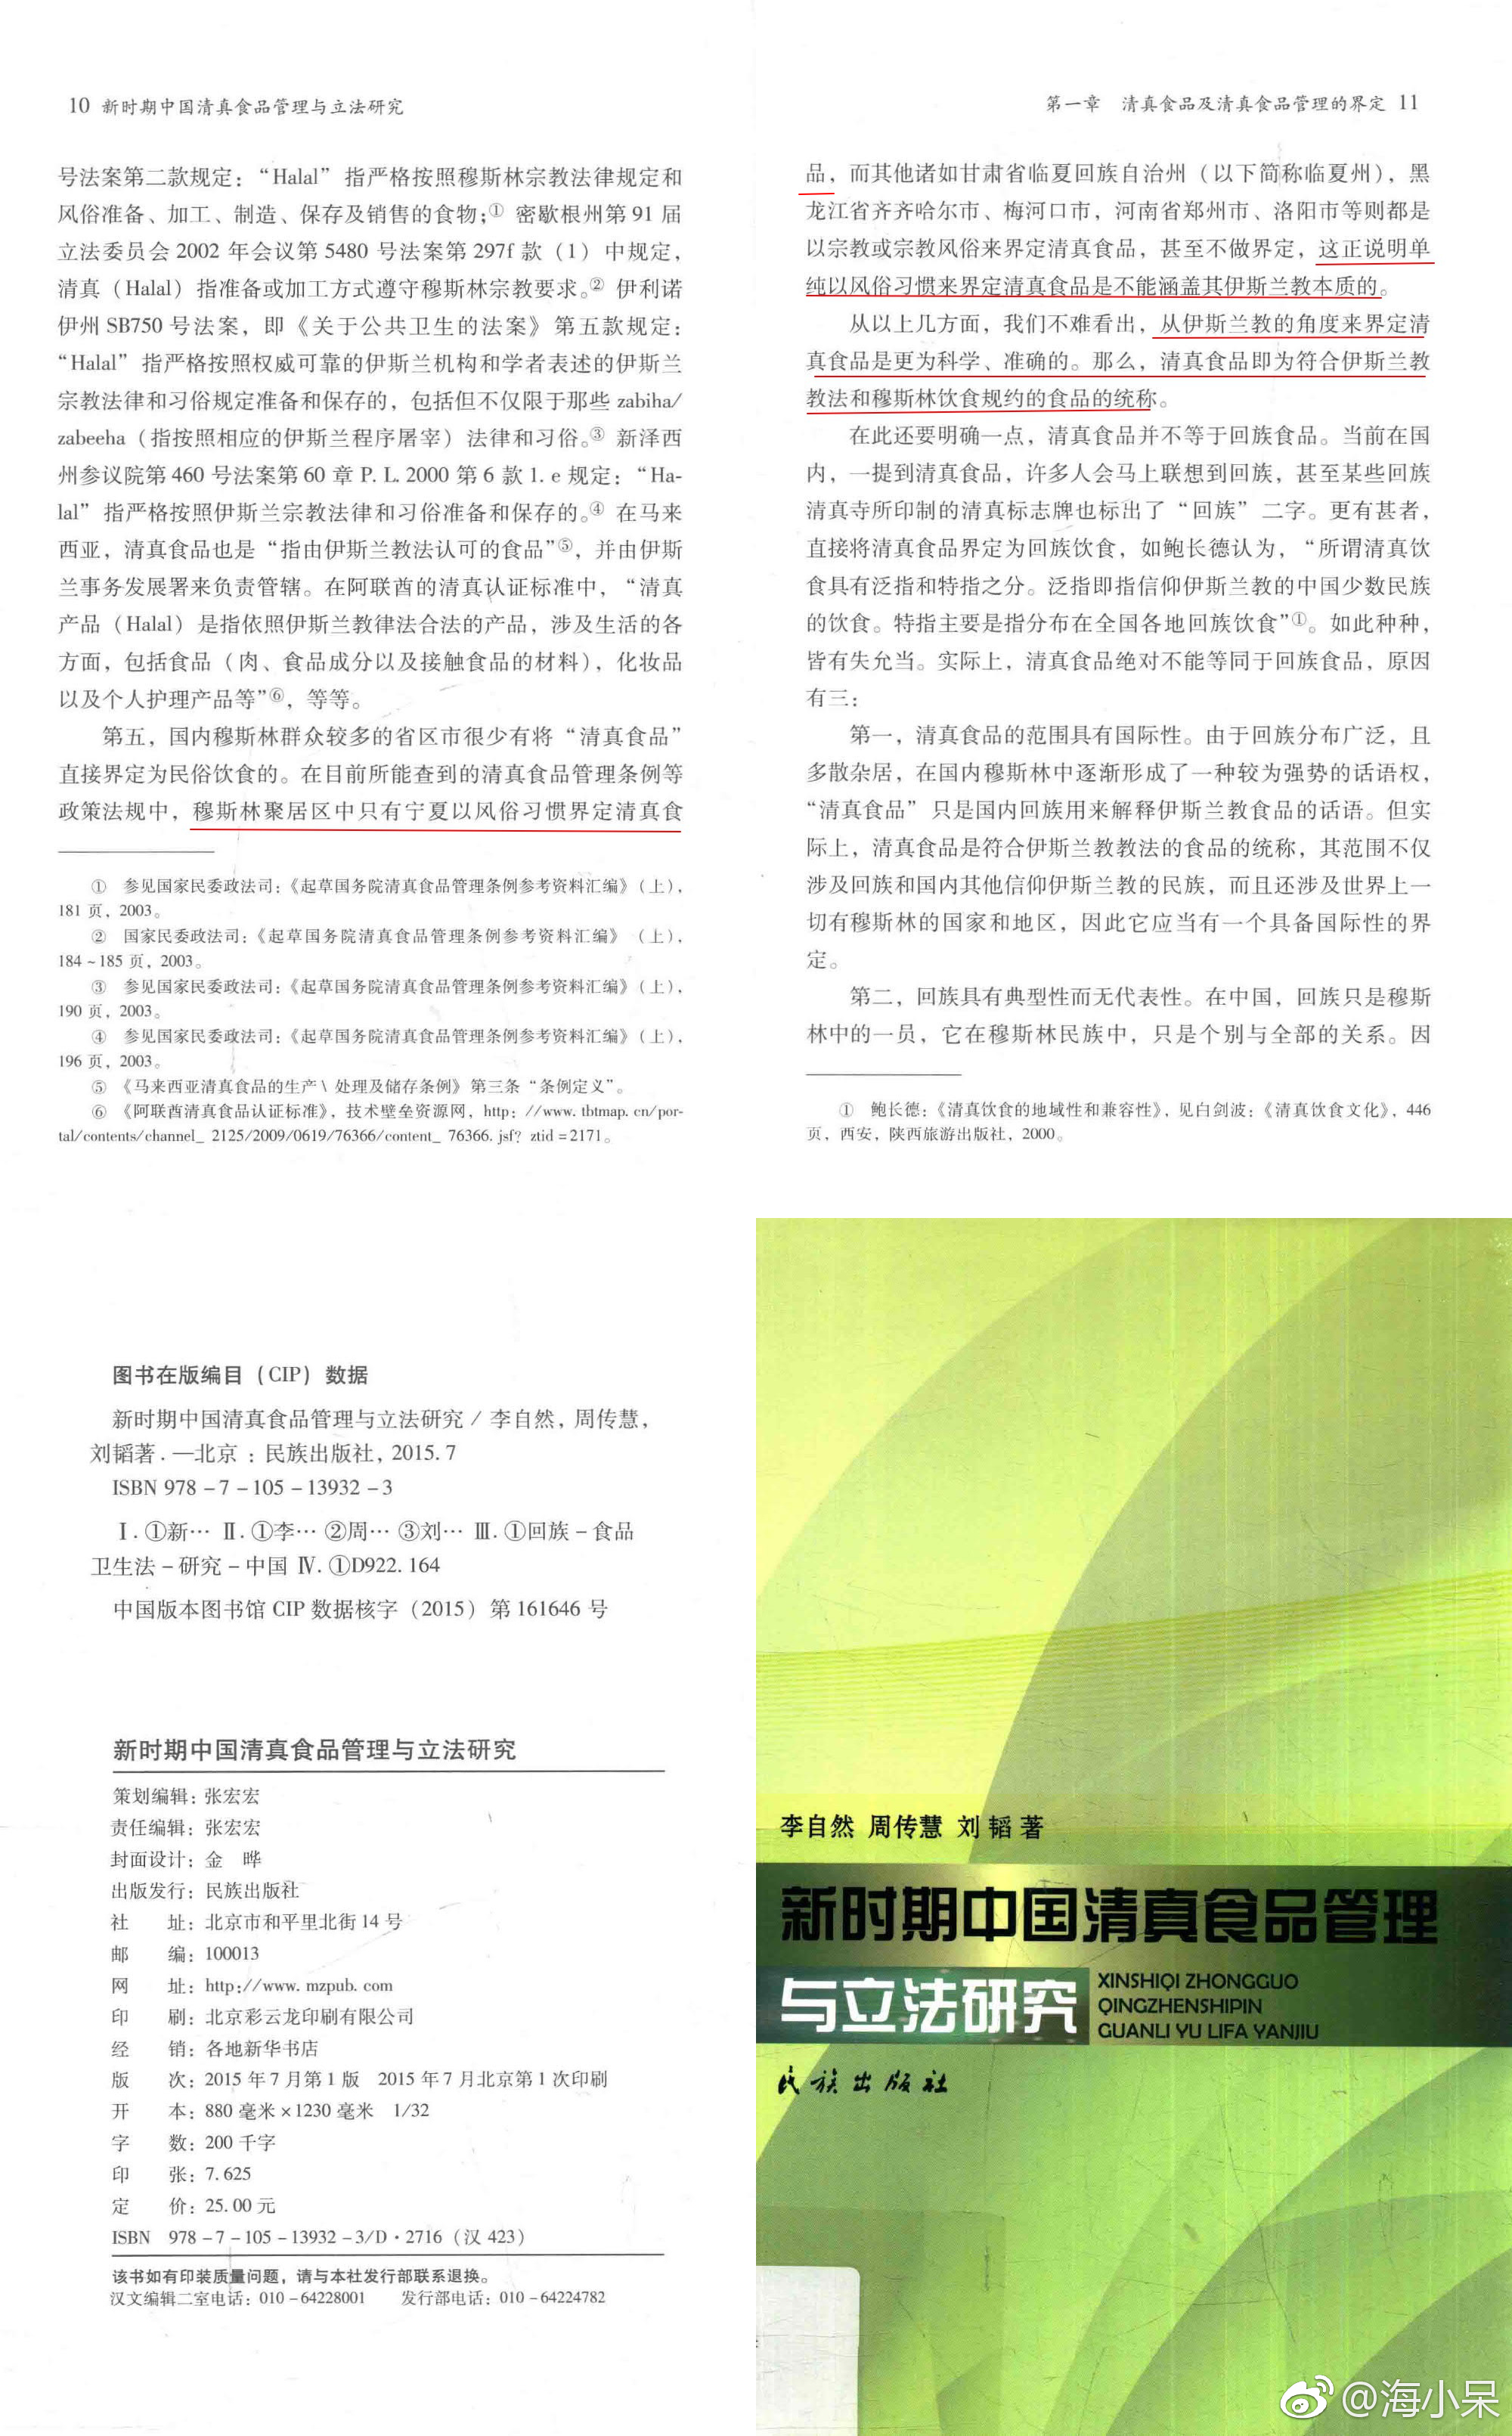 10 新时期中国清真食品管理与立法研究
号法案第二款规定：“Halal”指严格按照穆斯林宗教法律规定和
风俗准备、加工、制造、保存及销售的食物;① 密歇根州第 91 届
立法委员会 2002 年会议第 5480 号法案第 297f 款（1）中规定，
清真（Halal）指准备或加工方式遵守穆斯林宗教要求。② 伊利诺
伊州 SB750 号法案，即《关于公共卫生的法案》第五款规定：
“Halal”指严格按照权威可靠的伊斯兰机构和学者表述的伊斯兰
宗教法律和习俗规定准备和保存的，包括但不仅限于那些 zabiha/
zabeeha（指按照相应的伊斯兰程序屠宰）法律和习俗。③ 新泽西
州参议院第 460 号法案第 60 章 P. L. 2000 第 6 款 1. e 规定：“Ha-
lal”指严格按照伊斯兰宗教法律和习俗准备和保存的。④ 在马来
西亚，清真食品也是“指由伊斯兰教法认可的食品”⑤，并由伊斯
兰事务发展署来负责管辖。在阿联酋的清真认证标准中，“清真
产品（Halal）是指依照伊斯兰教律法合法的产品，涉及生活的各
方面，包括食品（肉、食品成分以及接触食品的材料），化妆品
以及个人护理产品等”⑥，等等。
第五，国内穆斯林群众较多的省区市很少有将“清真食品”
直接界定为民俗饮食的。在目前所能查到的清真食品管理条例等
政策法规中，穆斯林聚居区中只有宁夏以风俗习惯界定清真食
① 参见国家民委政法司：《起草国务院清真食品管理条例参考资料汇编》（上），
181 页，2003。
② 国家民委政法司：《起草国务院清真食品管理条例参考资料汇编》（上），
184 ~ 185 页，2003。
③ 参见国家民委政法司：《起草国务院清真食品管理条例参考资料汇编》（上），
190 页，2003。
④ 参见国家民委政法司：《起草国务院清真食品管理条例参考资料汇编》（上），
196 页，2003。
⑤ 《马来西亚清真食品的生产\ 处理及储存条例》第三条“条例定义”。
⑥ 《阿联酋清真食品认证标准》，技术壁垒资源网，http: //www. tbtmap. cn/por-
tal/contents/channel_ 2125/2009/0619/76366/content_ 76366. jsf? ztid = 2171。
第一章 清真食品及清真食品管理的界定 11
品，而其他诸如甘肃省临夏回族自治州（以下简称临夏州），黑
龙江省齐齐哈尔市、梅河口市，河南省郑州市、洛阳市等则都是
以宗教或宗教风俗来界定清真食品，甚至不做界定，这正说明单
纯以风俗习惯来界定清真食品是不能涵盖其伊斯兰教本质的。
从以上几方面，我们不难看出，从伊斯兰教的角度来界定清
真食品是更为科学、准确的。那么，清真食品即为符合伊斯兰教
教法和穆斯林饮食规约的食品的统称。
在此还要明确一点，清真食品并不等于回族食品。当前在国
内，一提到清真食品，许多人会马上联想到回族，甚至某些回族
清真寺所印制的清真标志牌也标出了“回族”二字。更有甚者，
直接将清真食品界定为回族饮食，如鲍长德认为，“所谓清真饮
食具有泛指和特指之分。泛指即指信仰伊斯兰教的中国少数民族
的饮食。特指主要是指分布在全国各地回族饮食”①。如此种种，
皆有失允当。实际上，清真食品绝对不能等同于回族食品，原因
有三：
第一，清真食品的范围具有国际性。由于回族分布广泛，且
多散杂居，在国内穆斯林中逐渐形成了一种较为强势的话语权，
“清真食品”只是国内回族用来解释伊斯兰教食品的话语。但实
际上，清真食品是符合伊斯兰教教法的食品的统称，其范围不仅
涉及回族和国内其他信仰伊斯兰教的民族，而且还涉及世界上一
切有穆斯林的国家和地区，因此它应当有一个具备国际性的界
定。
第二，回族具有典型性而无代表性。在中国，回族只是穆斯
林中的一员，它在穆斯林民族中，只是个别与全部的关系。因
① 鲍长德：《清真饮食的地域性和兼容性》，见白剑波：《清真饮食文化》，446
页，西安，陕西旅游出版社，2000。
图书在版编目（CIP）数据
新时期中国清真食品管理与立法研究 / 李自然，周传慧，
刘韬著 . —北京 ：民族出版社，2015. 7
ISBN 978 – 7 – 105 – 13932 – 3
Ⅰ. ①新… Ⅱ. ①李… ②周… ③刘… Ⅲ. ①回族 – 食品
卫生法 – 研究 – 中国 Ⅳ. ①D922. 164
中国版本图书馆 CIP 数据核字（2015）第 161646 号
新时期中国清真食品管理与立法研究
策划编辑：张宏宏
责任编辑：张宏宏
封面设计：金 晔
出版发行：民族出版社
社 址：北京市和平里北街 14 号
邮 编：100013
网 址：http://www. mzpub. com
印 刷：北京彩云龙印刷有限公司
经 销：各地新华书店
版 次：2015 年 7 月第 1 版 2015 年 7 月北京第 1 次印刷
开 本：880 毫米 × 1230 毫米 1/32
字 数：200 千字
印 张：7. 625
定 价：25. 00 元
ISBN 978 – 7 – 105 – 13932 – 3/D · 2716（汉 423）
该书如有印装质量问题，请与本社发行部联系退换。
汉文编辑二室电话：010 – 64228001 发行部电话：010 – 64224782
李自然 周传慧 刘 韬 著
新时期中国清真食品管理
与立法研究
XINSHIQI ZHONGGUO
QINGZHENSHIPIN
GUANLI YU LIFA YANJIU
民族出版社
@海小呆